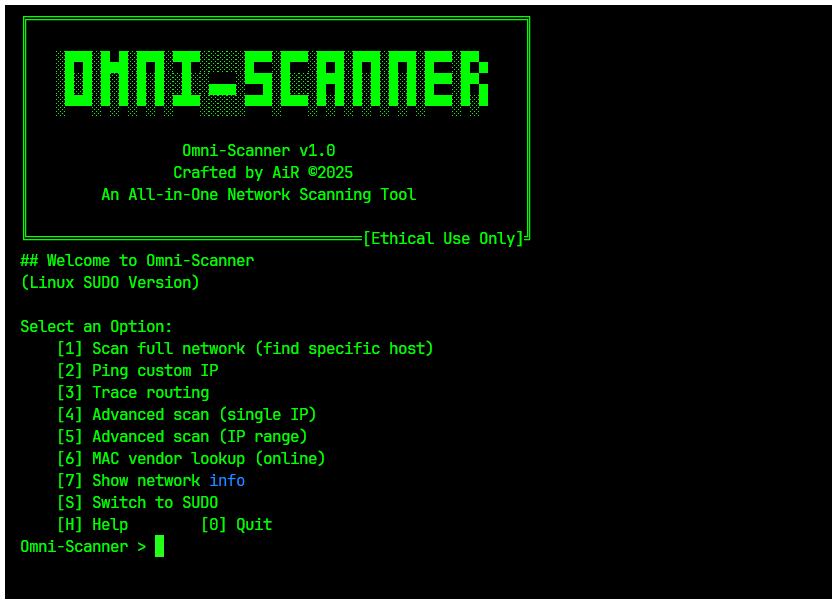 OMNI-SCANNER
Omni-Scanner v1.0
Crafted by AiR ©2025
An All-in-One Network Scanning Tool
[Ethical Use Only]
## Welcome to Omni-Scanner
(Linux SUDO Version)
Select an Option:
[1] Scan full network (find specific host)
[2] Ping custom IP
[3] Trace routing
[4] Advanced scan (single IP)
[5] Advanced scan (IP range)
[6] MAC vendor lookup (online)
[7] Show network info
[S] Switch to SUDO
[H] Help [0] Quit
Omni-Scanner >